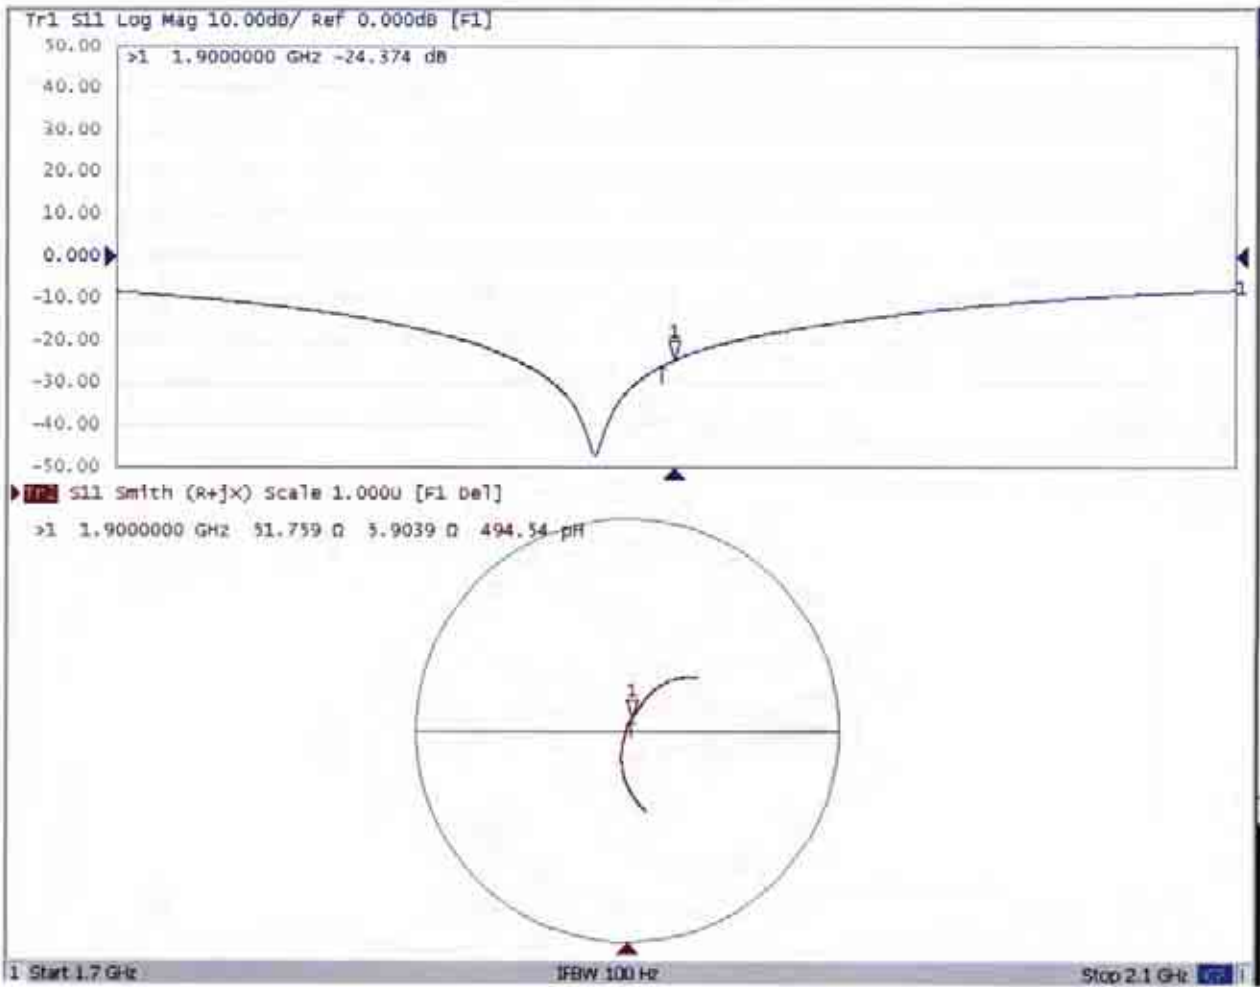 Tr1 S11 Log Mag 10.00dB/ Ref 0.000dB [F1]
50.00
>1 1.9000000 GHz -24.374 dB
40.00
30.00
20.00
10.00
0.000
-10.00
1
-20.00
1
-30.00
-40.00
-50.00
Tr2 S11 Smith (R+jX) Scale 1.000U [F1 Del]
>1 1.9000000 GHz 51.759 Ω 5.9039 Ω 494.54 pH
1
1 Start 1.7 GHz IFBW 100 Hz Stop 2.1 GHz